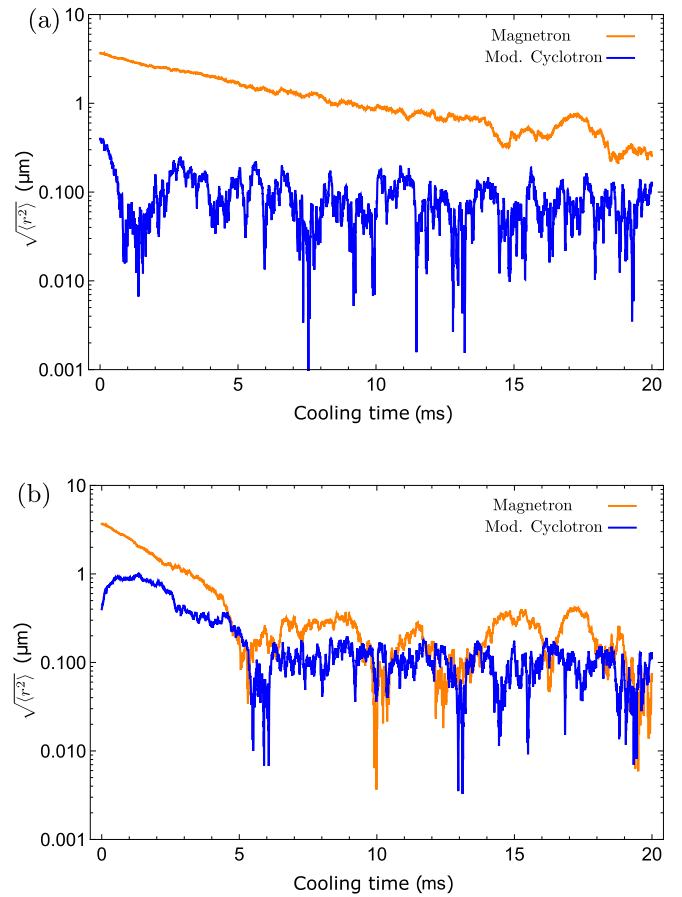 (a)
10
Magnetron
Mod. Cyclotron
1
0.100
0.010
0.001
√⟨r²⟩ (µm)
0 5 10 15 20
Cooling time (ms)
(b)
10
Magnetron
Mod. Cyclotron
1
0.100
0.010
0.001
√⟨r²⟩ (µm)
0 5 10 15 20
Cooling time (ms)